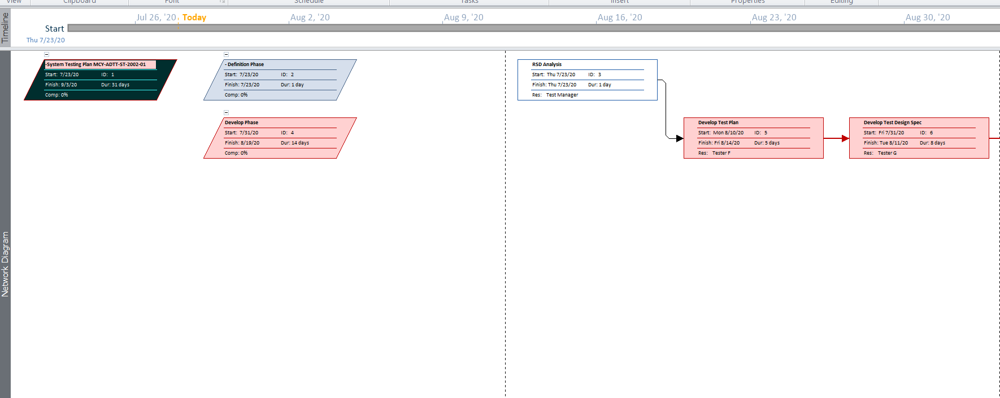 View Clipboard Font Schedule Tasks Insert Properties Editing
Timeline
Jul 26, '20 Today Aug 2, '20 Aug 9, '20 Aug 16, '20 Aug 23, '20 Aug 30, '20
Start
Thu 7/23/20
Network Diagram
-System Testing Plan MCY-ADTT-ST-2002-01
Start: 7/23/20 ID: 1
Finish: 9/3/20 Dur: 31 days
Comp: 0%
- Definition Phase
Start: 7/23/20 ID: 2
Finish: 7/23/20 Dur: 1 day
Comp: 0%
RSD Analysis
Start: Thu 7/23/20 ID: 3
Finish: Thu 7/23/20 Dur: 1 day
Res: Test Manager
Develop Phase
Start: 7/31/20 ID: 4
Finish: 8/19/20 Dur: 14 days
Comp: 0%
Develop Test Plan
Start: Mon 8/10/20 ID: 5
Finish: Fri 8/14/20 Dur: 5 days
Res: Tester F
Develop Test Design Spec
Start: Fri 7/31/20 ID: 6
Finish: Tue 8/11/20 Dur: 8 days
Res: Tester G